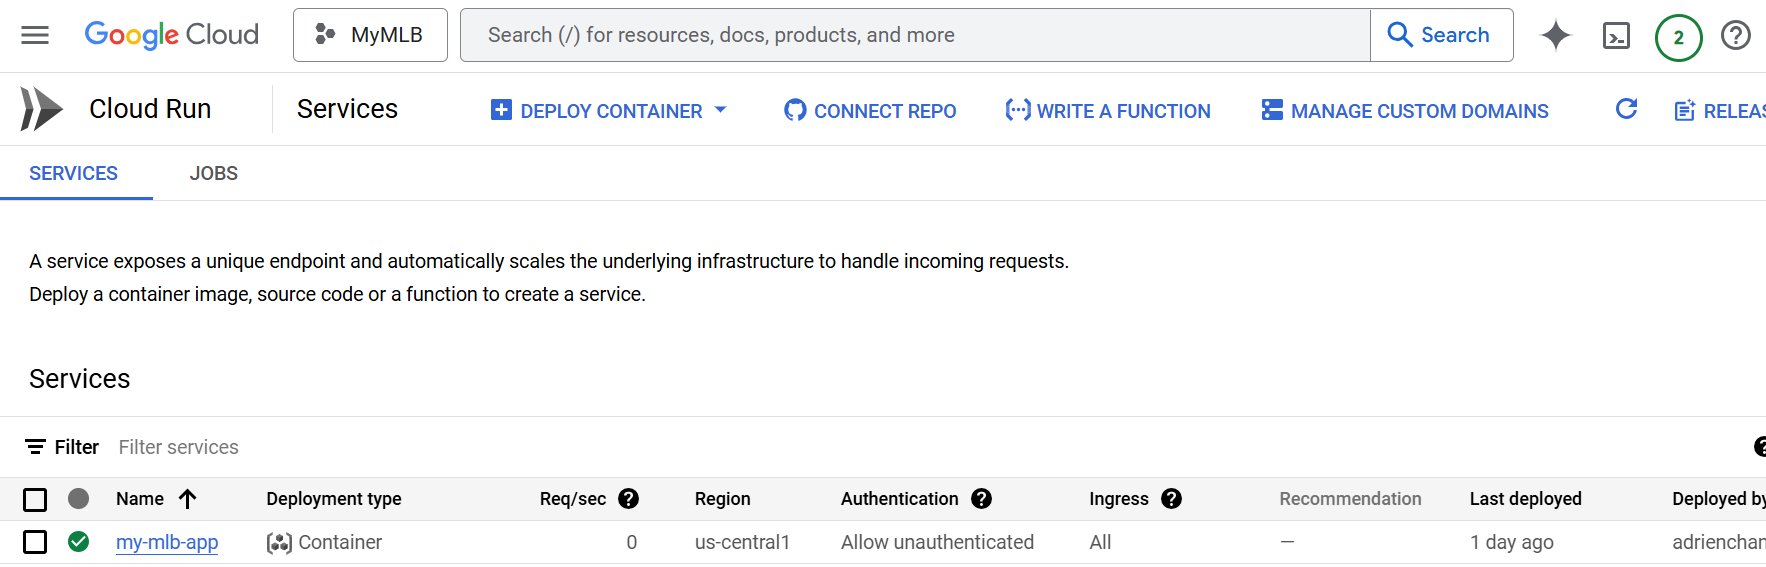 Google Cloud MyMLB Search (/) for resources, docs, products, and more Search 2
Cloud Run Services DEPLOY CONTAINER CONNECT REPO WRITE A FUNCTION MANAGE CUSTOM DOMAINS RELEAS
SERVICES JOBS
A service exposes a unique endpoint and automatically scales the underlying infrastructure to handle incoming requests.
Deploy a container image, source code or a function to create a service.
Services
Filter Filter services
Name Deployment type Req/sec Region Authentication Ingress Recommendation Last deployed Deployed by
my-mlb-app Container 0 us-central1 Allow unauthenticated All — 1 day ago adrienchan